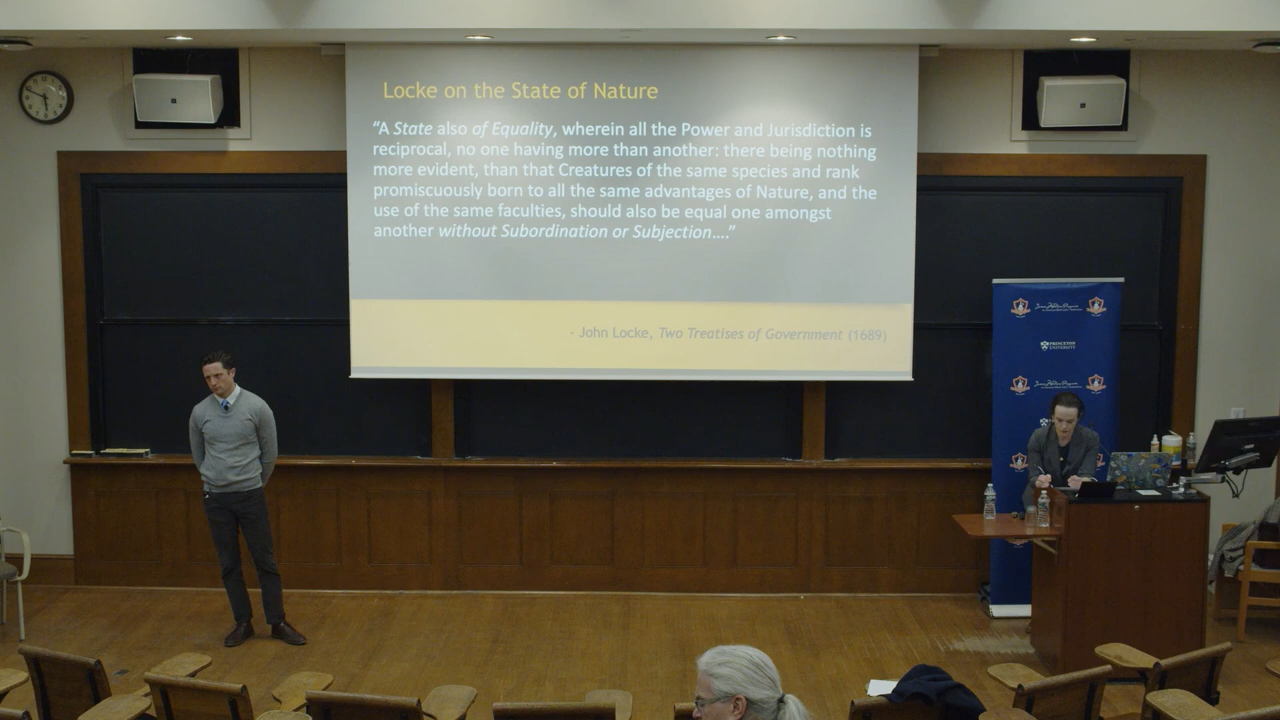 Locke on the State of Nature
“A State also of Equality, wherein all the Power and Jurisdiction is
reciprocal, no one having more than another: there being nothing
more evident, than that Creatures of the same species and rank
promiscuously born to all the same advantages of Nature, and the
use of the same faculties, should also be equal one amongst
another without Subordination or Subjection….”
- John Locke, Two Treatises of Government (1689)
PRINCETON
UNIVERSITY